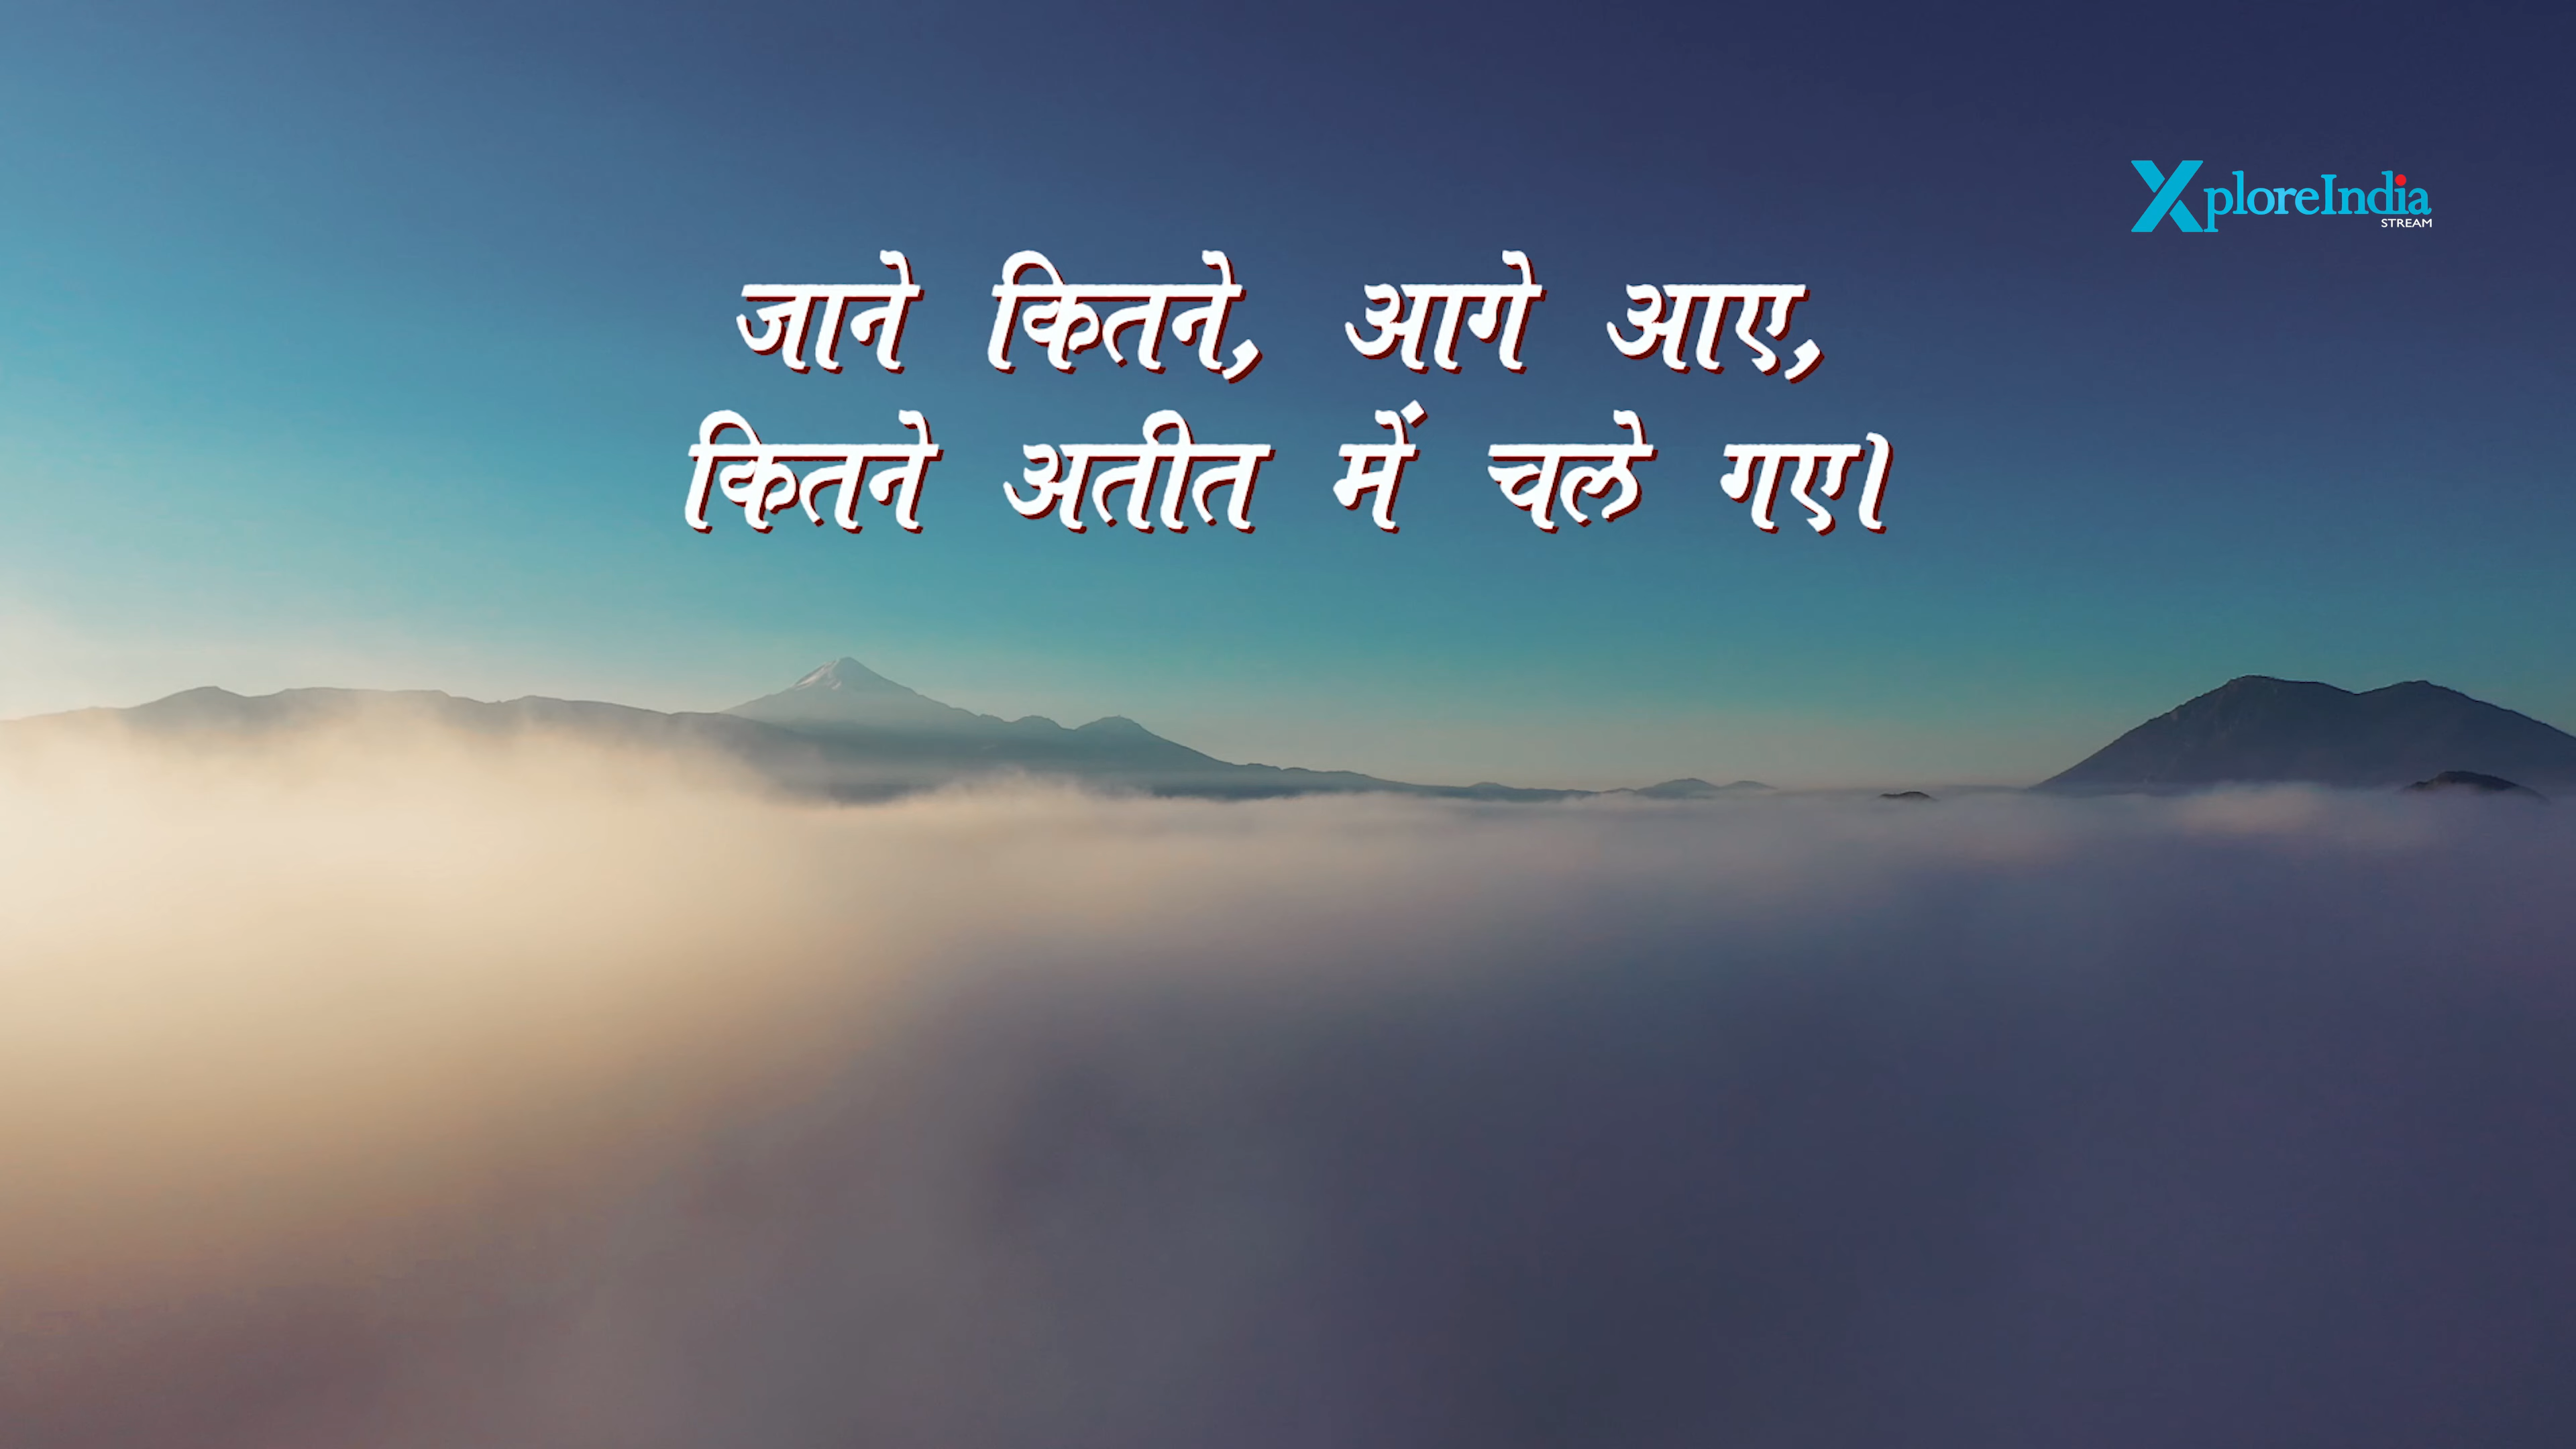 XploreIndia
STREAM
जाने कितने, आगे आए,
कितने अतीत में चले गए।